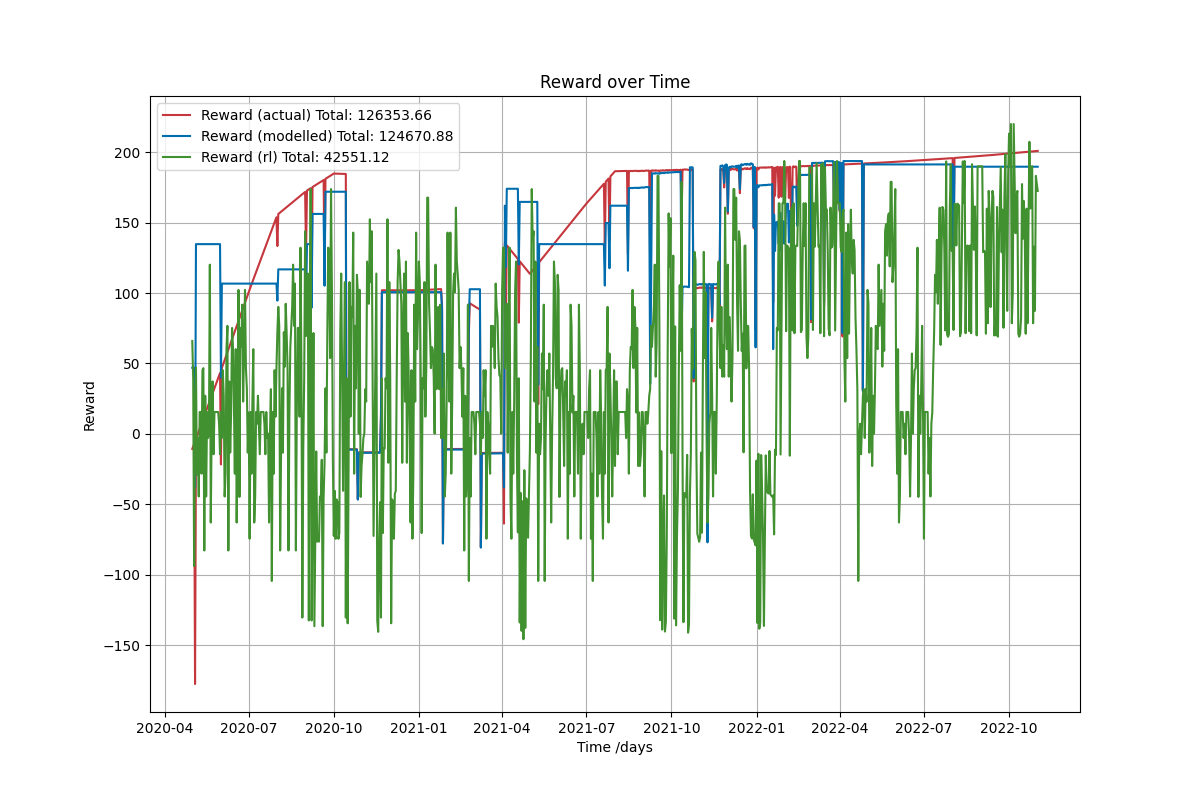 Reward over Time
Reward (actual) Total: 126353.66
Reward (modelled) Total: 124670.88
Reward (rl) Total: 42551.12
Reward
200
150
100
50
0
−50
−100
−150
2020-04 2020-07 2020-10 2021-01 2021-04 2021-07 2021-10 2022-01 2022-04 2022-07 2022-10
Time /days